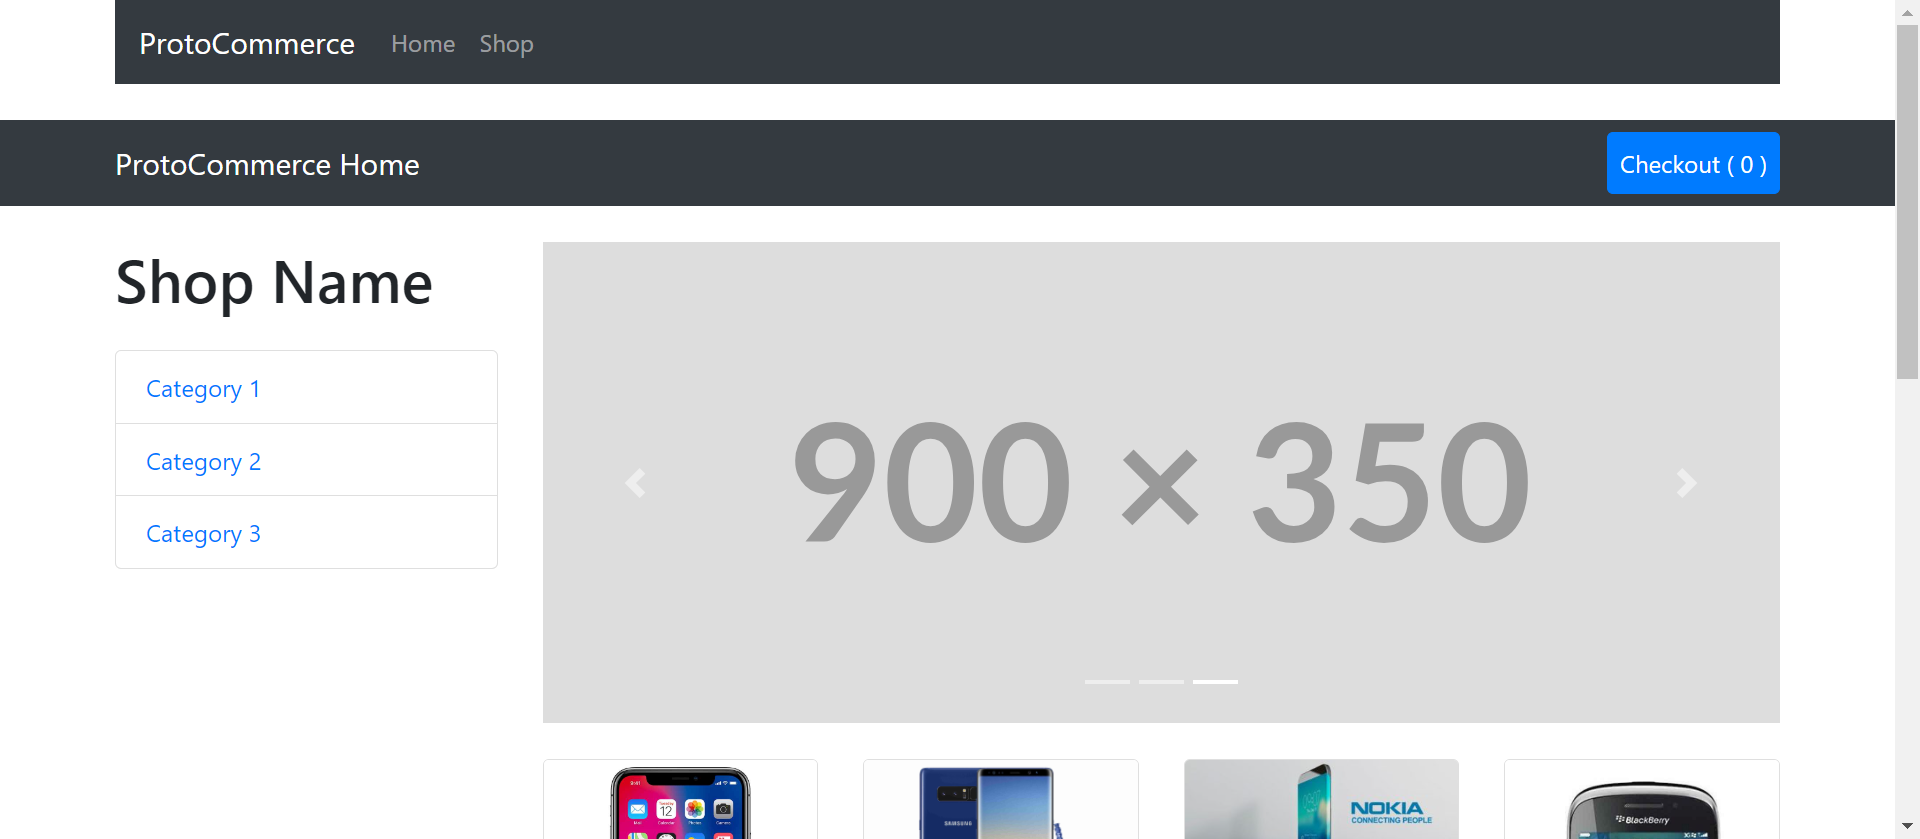 ProtoCommerce Home Shop
ProtoCommerce Home
Checkout ( 0 )
Shop Name
Category 1
Category 2
Category 3
900 × 350
SAMSUNG
NOKIA
CONNECTING PEOPLE
BlackBerry